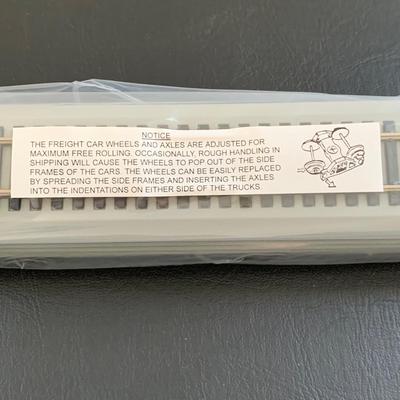 NOTICE
THE FREIGHT CAR WHEELS AND AXLES ARE ADJUSTED FOR
MAXIMUM FREE ROLLING. OCCASIONALLY, ROUGH HANDLING IN
SHIPPING WILL CAUSE THE WHEELS TO POP OUT OF THE SIDE
FRAMES OF THE CARS. THE WHEELS CAN BE EASILY REPLACED
BY SPREADING THE SIDE FRAMES AND INSERTING THE AXLES
INTO THE INDENTATIONS ON EITHER SIDE OF THE TRUCKS.